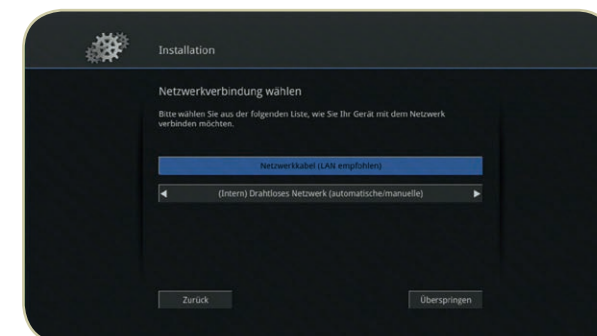 Installation
Netzwerkverbindung wählen
Bitte wählen Sie aus der folgenden Liste, wie Sie Ihr Gerät mit dem Netzwerk
verbinden möchten.
Netzwerkkabel (LAN empfohlen)
(Intern) Drahtloses Netzwerk (automatische/manuelle)
Zurück
Überspringen